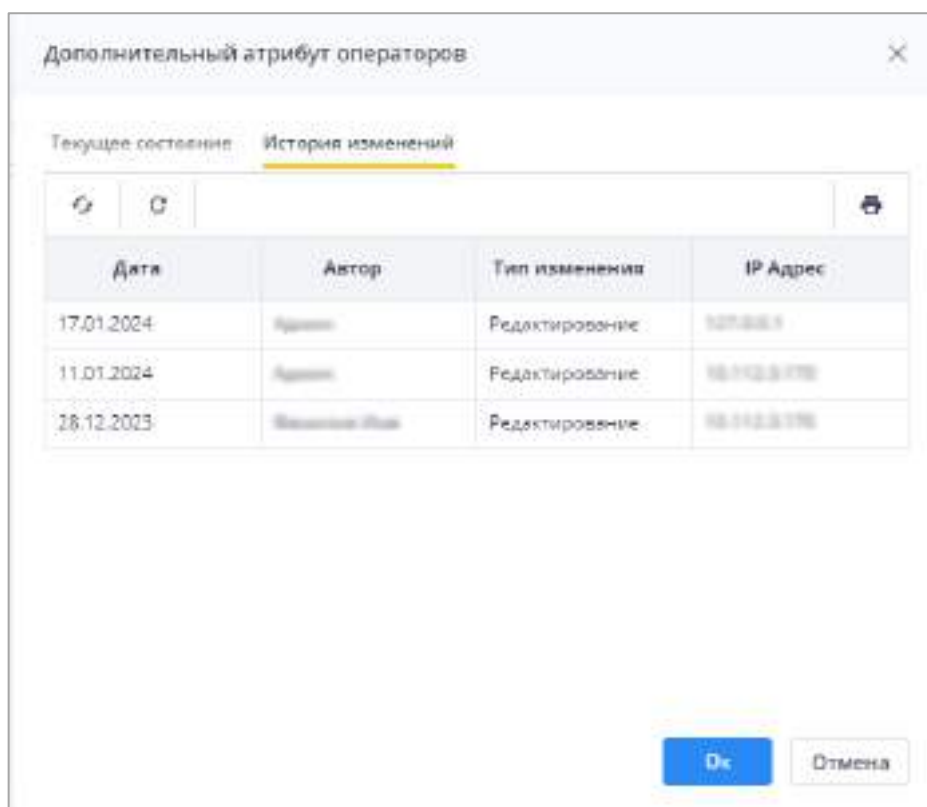 Дополнительный атрибут операторов
Текущее состояние История изменений
Дата Автор Тип изменения IP Адрес
17.01.2024 Редактирование
11.01.2024 Редактирование
28.12.2023 Редактирование
Ок Отмена